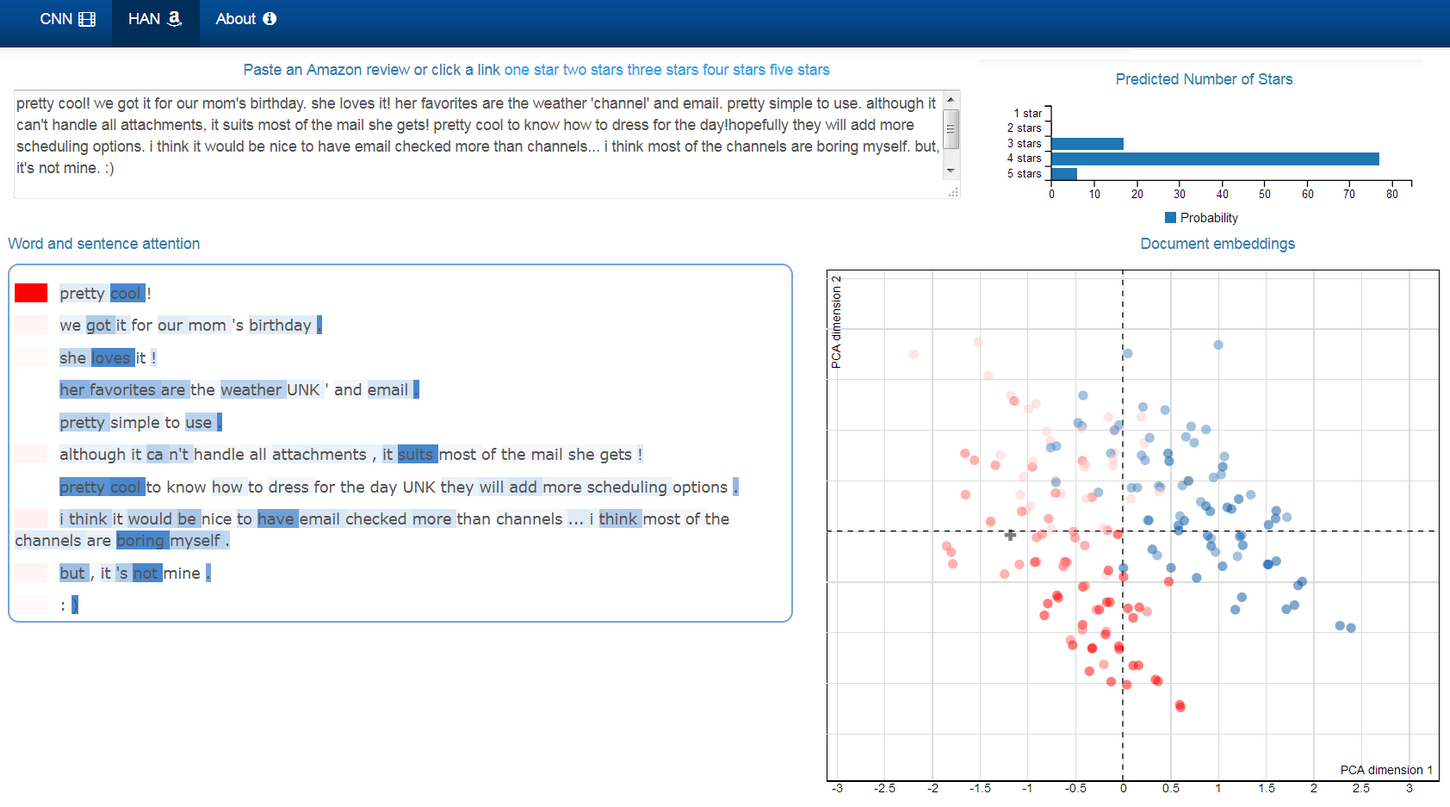 CNN HAN About
Paste an Amazon review or click a link one star two stars three stars four stars five stars
pretty cool! we got it for our mom's birthday. she loves it! her favorites are the weather 'channel' and email. pretty simple to use. although it
can't handle all attachments, it suits most of the mail she gets! pretty cool to know how to dress for the day!hopefully they will add more
scheduling options. i think it would be nice to have email checked more than channels... i think most of the channels are boring myself. but,
it's not mine. :)
Predicted Number of Stars
1 star
2 stars
3 stars
4 stars
5 stars
0 10 20 30 40 50 60 70 80
Probability
Word and sentence attention
pretty cool !
we got it for our mom 's birthday .
she loves it !
her favorites are the weather UNK ' and email .
pretty simple to use .
although it ca n't handle all attachments , it suits most of the mail she gets !
pretty cool to know how to dress for the day UNK they will add more scheduling options .
i think it would be nice to have email checked more than channels ... i think most of the
channels are boring myself .
but , it 's not mine .
: )
Document embeddings
PCA dimension 2
PCA dimension 1
-3 -2.5 -2 -1.5 -1 -0.5 0 0.5 1 1.5 2 2.5 3